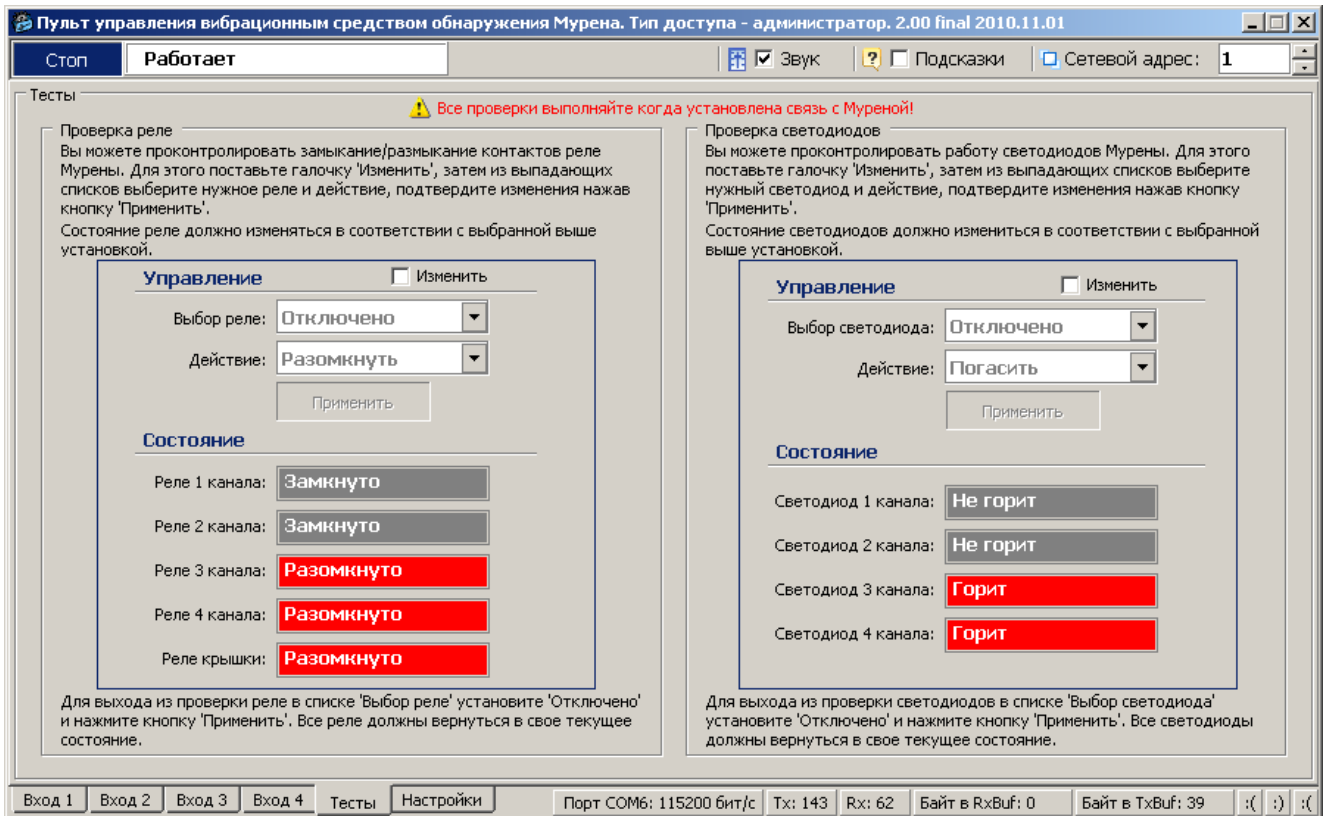 Пульт управления вибрационным средством обнаружения Мурена. Тип доступа - администратор. 2.00 final 2010.11.01
Стоп
Работает
Звук
Подсказки
Сетевой адрес:
1
Тесты
Все проверки выполняйте когда установлена связь с Муреной!
Проверка реле
Вы можете проконтролировать замыкание/размыкание контактов реле
Мурены. Для этого поставьте галочку 'Изменить', затем из выпадающих
списков выберите нужное реле и действие, подтвердите изменения нажав
кнопку 'Применить'.
Состояние реле должно изменяться в соответствии с выбранной выше
установкой.
Управление
Изменить
Выбор реле:
Отключено
Действие:
Разомкнуть
Применить
Состояние
Реле 1 канала:
Замкнуто
Реле 2 канала:
Замкнуто
Реле 3 канала:
Разомкнуто
Реле 4 канала:
Разомкнуто
Реле крышки:
Разомкнуто
Для выхода из проверки реле в списке 'Выбор реле' установите 'Отключено'
и нажмите кнопку 'Применить'. Все реле должны вернуться в свое текущее
состояние.
Проверка светодиодов
Вы можете проконтролировать работу светодиодов Мурены. Для этого
поставьте галочку 'Изменить', затем из выпадающих списков выберите
нужный светодиод и действие, подтвердите изменения нажав кнопку
'Применить'.
Состояние светодиодов должно измениться в соответствии с выбранной
выше установкой.
Управление
Изменить
Выбор светодиода:
Отключено
Действие:
Погасить
Применить
Состояние
Светодиод 1 канала:
Не горит
Светодиод 2 канала:
Не горит
Светодиод 3 канала:
Горит
Светодиод 4 канала:
Горит
Для выхода из проверки светодиодов в списке 'Выбор светодиода'
установите 'Отключено' и нажмите кнопку 'Применить'. Все светодиоды
должны вернуться в свое текущее состояние.
Вход 1
Вход 2
Вход 3
Вход 4
Тесты
Настройки
Порт COM6: 115200 бит/с
Tx: 143
Rx: 62
Байт в RxBuf: 0
Байт в TxBuf: 39
:(
:)
:(